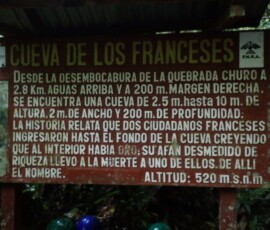 CUEVA DE LOS FRANCESES
P.N.T.M.
DESDE LA DESEMBOCABURA DE LA QUEBRADA CHURO A
2.8 Km. AGUAS ARRIBA Y A 200 m. MARGEN DERECHA,
SE ENCUENTRA UNA CUEVA DE 2.5 m. hasta 10 m. DE
ALTURA, 2 m. DE ANCHO Y 200 m. DE PROFUNDIDAD.
LA HISTORIA RELATA QUE DOS CIUDADANOS FRANCESES
INGRESARON HASTA EL FONDO DE LA CUEVA CREYENDO
QUE AL INTERIOR HABIA ORO; SU AFAN DESMEDIDO DE
RIQUEZA LLEVO A LA MUERTE A UNO DE ELLOS. DE ALLI
EL NOMBRE. ALTITUD: 520 m.s.n.m.